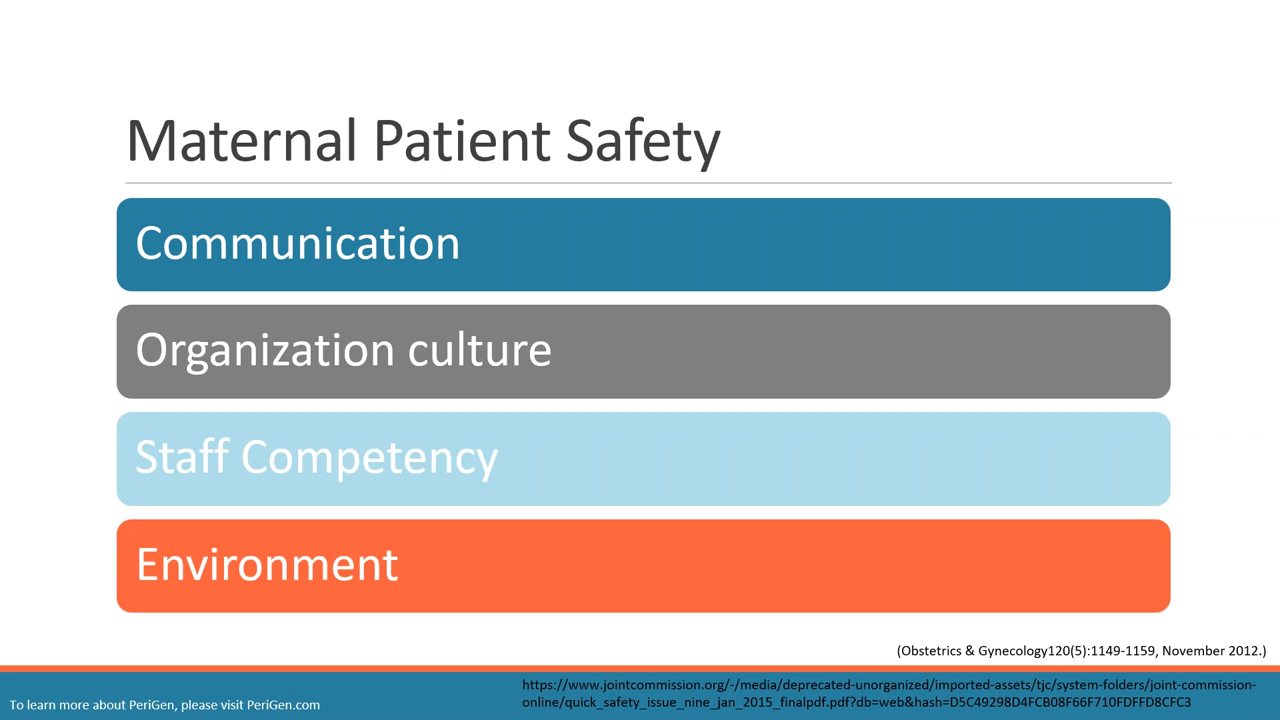 Maternal Patient Safety
Communication
Organization culture
Staff Competency
Environment
(Obstetrics & Gynecology120(5):1149-1159, November 2012.)
https://www.jointcommission.org/-/media/deprecated-unorganized/imported-assets/tjc/system-folders/joint-commission-
online/quick_safety_issue_nine_jan_2015_finalpdf.pdf?db=web&hash=D5C49298D4FCB08F66F710FDFFD8CFC3
To learn more about PeriGen, please visit PeriGen.com